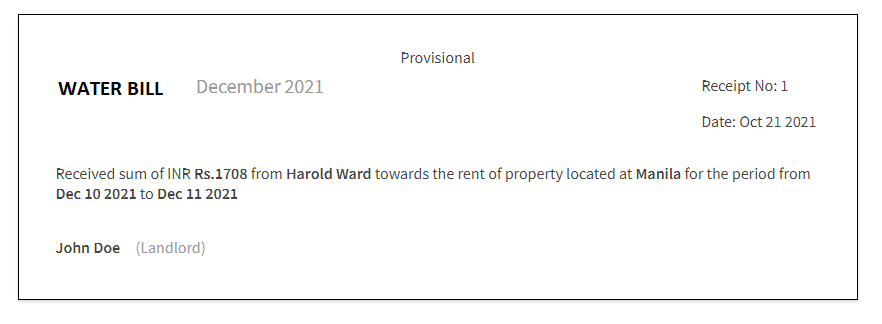 Provisional
WATER BILL December 2021
Receipt No: 1
Date: Oct 21 2021
Received sum of INR Rs.1708 from Harold Ward towards the rent of property located at Manila for the period from
Dec 10 2021 to Dec 11 2021
John Doe (Landlord)